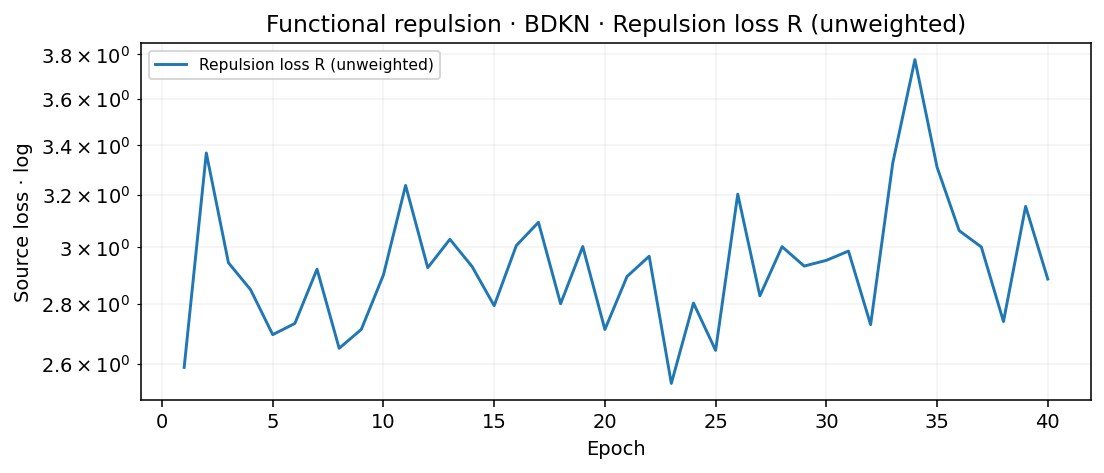 Functional repulsion · BDKN · Repulsion loss R (unweighted)
Repulsion loss R (unweighted)
Source loss · log
3.8 × 10⁰
3.6 × 10⁰
3.4 × 10⁰
3.2 × 10⁰
3 × 10⁰
2.8 × 10⁰
2.6 × 10⁰
0 5 10 15 20 25 30 35 40
Epoch